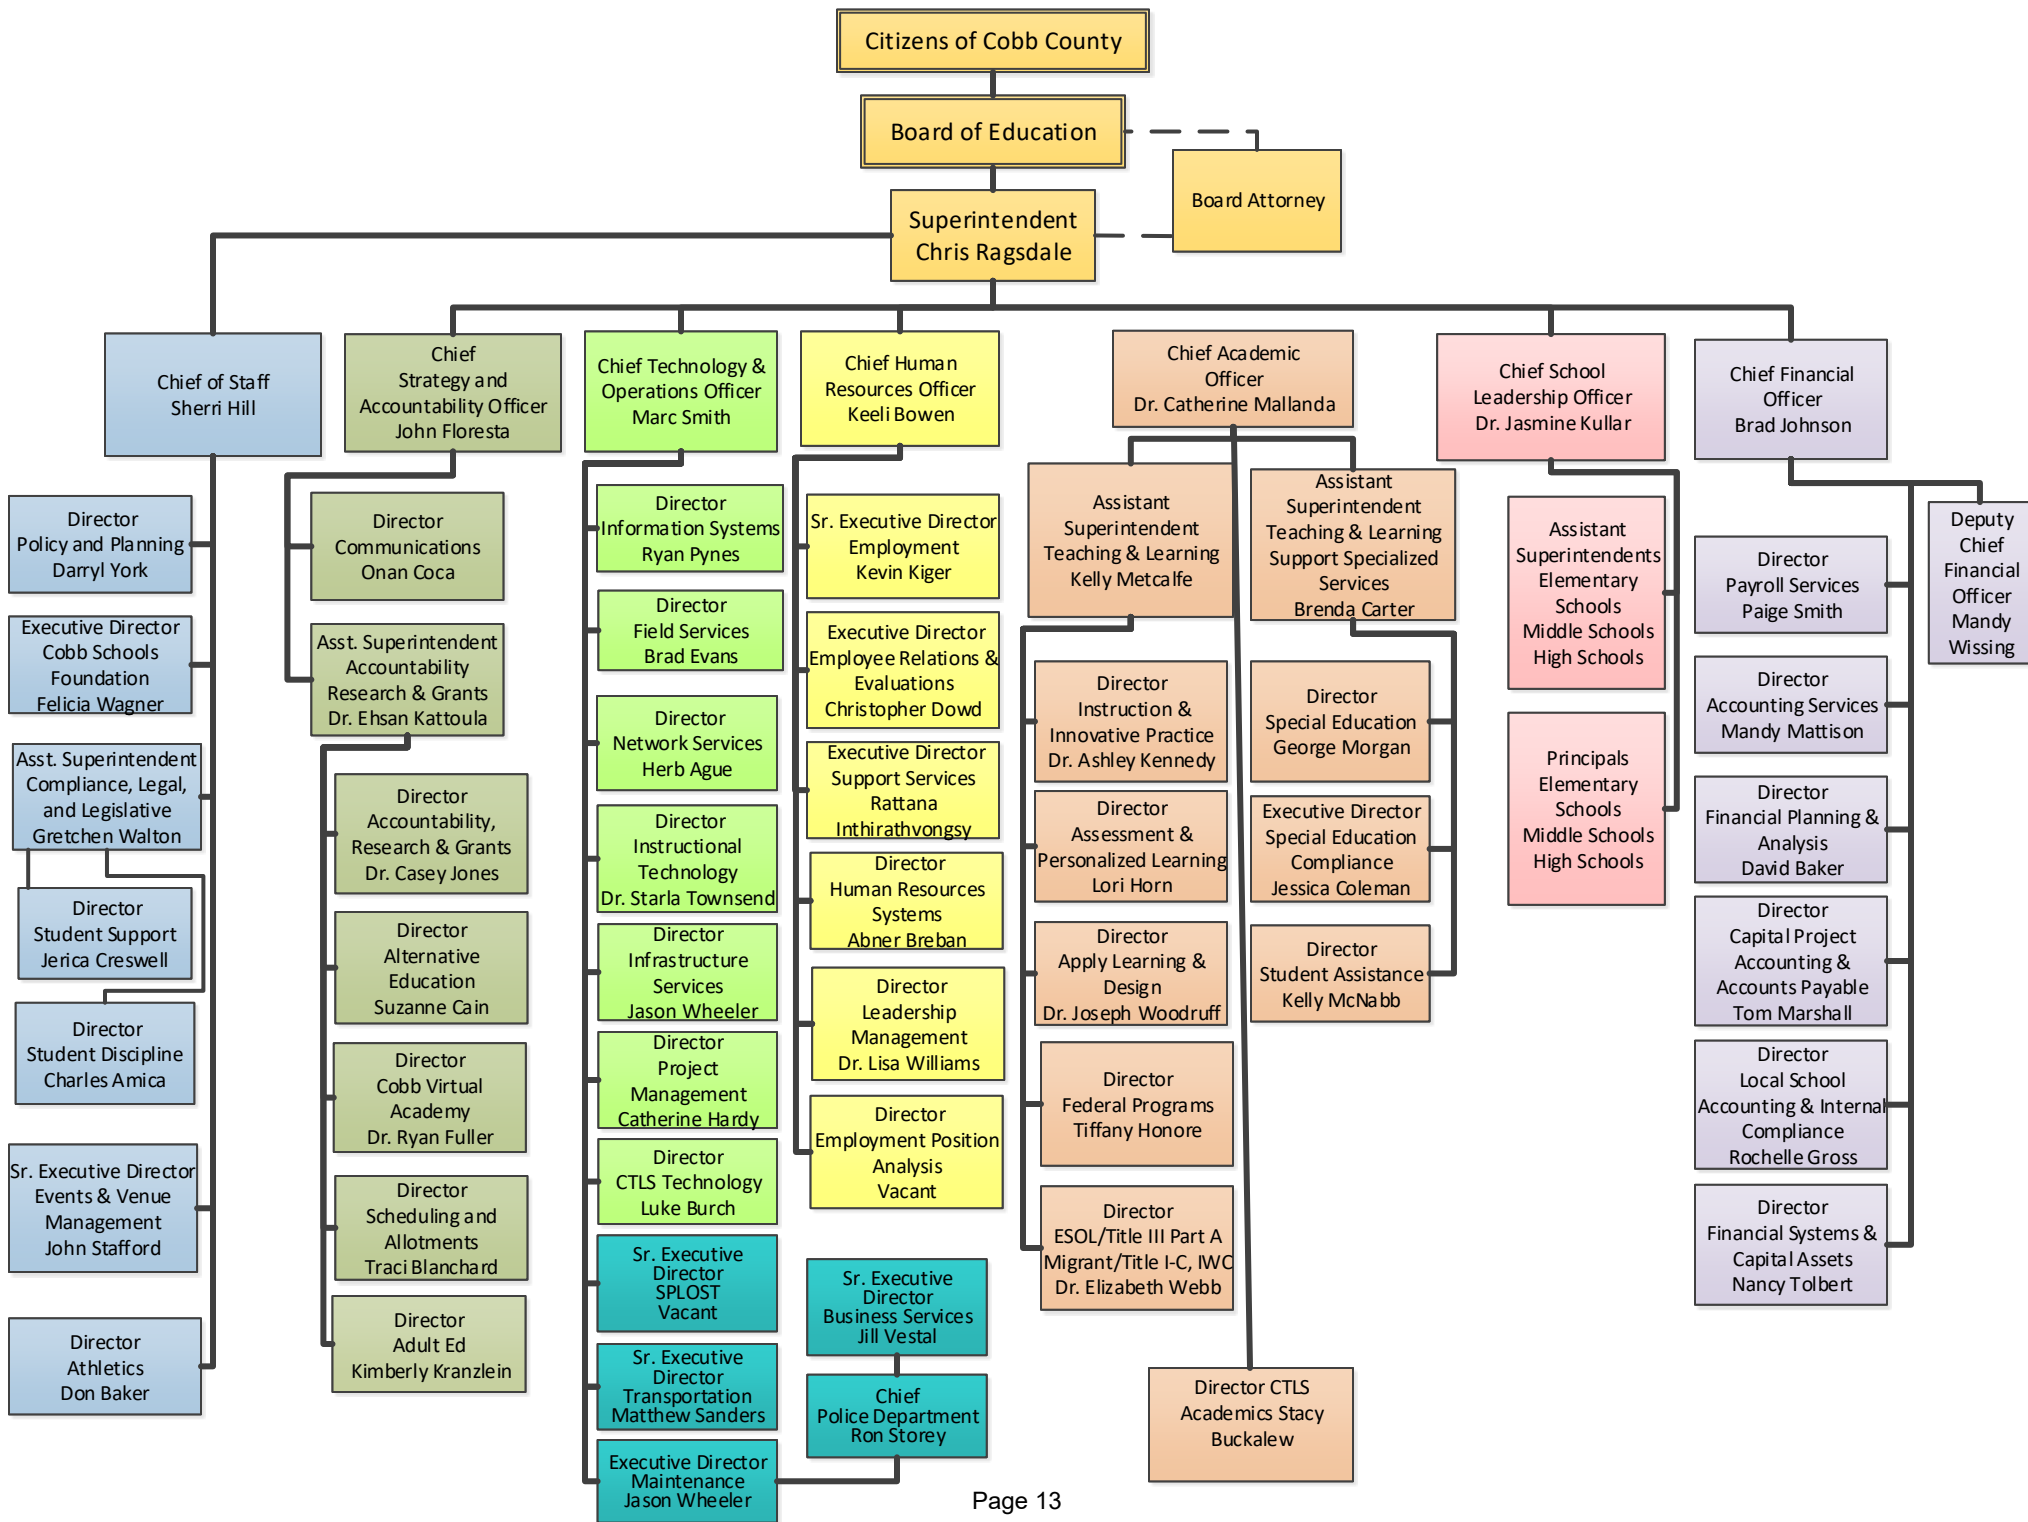 Citizens of Cobb County
Board of Education
Board Attorney
Superintendent
Chris Ragsdale
Chief of Staff
Sherri Hill
Director
Policy and Planning
Darryl York
Executive Director
Cobb Schools
Foundation
Felicia Wagner
Asst. Superintendent
Compliance, Legal,
and Legislative
Gretchen Walton
Director
Student Support
Jerica Creswell
Director
Student Discipline
Charles Amica
Sr. Executive Director
Events & Venue
Management
John Stafford
Director
Athletics
Don Baker
Chief
Strategy and
Accountability Officer
John Floresta
Director
Communications
Onan Coca
Asst. Superintendent
Accountability
Research & Grants
Dr. Ehsan Kattoula
Director
Accountability,
Research & Grants
Dr. Casey Jones
Director
Alternative
Education
Suzanne Cain
Director
Cobb Virtual
Academy
Dr. Ryan Fuller
Director
Scheduling and
Allotments
Traci Blanchard
Director
Adult Ed
Kimberly Kranzlein
Chief Technology &
Operations Officer
Marc Smith
Director
Information Systems
Ryan Pynes
Director
Field Services
Brad Evans
Director
Network Services
Herb Ague
Director
Instructional
Technology
Dr. Starla Townsend
Director
Infrastructure
Services
Jason Wheeler
Director
Project
Management
Catherine Hardy
Director
CTLS Technology
Luke Burch
Sr. Executive
Director
SPLOST
Vacant
Sr. Executive
Director
Transportation
Matthew Sanders
Executive Director
Maintenance
Jason Wheeler
Chief Human
Resources Officer
Keeli Bowen
Sr. Executive Director
Employment
Kevin Kiger
Executive Director
Employee Relations &
Evaluations
Christopher Dowd
Executive Director
Support Services
Rattana
Inthirathvongsy
Director
Human Resources
Systems
Abner Breban
Director
Leadership
Management
Dr. Lisa Williams
Director
Employment Position
Analysis
Vacant
Sr. Executive
Director
Business Services
Jill Vestal
Chief
Police Department
Ron Storey
Chief Academic
Officer
Dr. Catherine Mallanda
Assistant
Superintendent
Teaching & Learning
Kelly Metcalfe
Director
Instruction &
Innovative Practice
Dr. Ashley Kennedy
Director
Assessment &
Personalized Learning
Lori Horn
Director
Apply Learning &
Design
Dr. Joseph Woodruff
Director
Federal Programs
Tiffany Honore
Director
ESOL/Title III Part A
Migrant/Title I-C, IWC
Dr. Elizabeth Webb
Assistant
Superintendent
Teaching & Learning
Support Specialized
Services
Brenda Carter
Director
Special Education
George Morgan
Executive Director
Special Education
Compliance
Jessica Coleman
Director
Student Assistance
Kelly McNabb
Director CTLS
Academics Stacy
Buckalew
Chief School
Leadership Officer
Dr. Jasmine Kullar
Assistant
Superintendents
Elementary
Schools
Middle Schools
High Schools
Principals
Elementary
Schools
Middle Schools
High Schools
Chief Financial
Officer
Brad Johnson
Deputy
Chief
Financial
Officer
Mandy
Wissing
Director
Payroll Services
Paige Smith
Director
Accounting Services
Mandy Mattison
Director
Financial Planning &
Analysis
David Baker
Director
Capital Project
Accounting &
Accounts Payable
Tom Marshall
Director
Local School
Accounting & Internal
Compliance
Rochelle Gross
Director
Financial Systems &
Capital Assets
Nancy Tolbert
Page 13